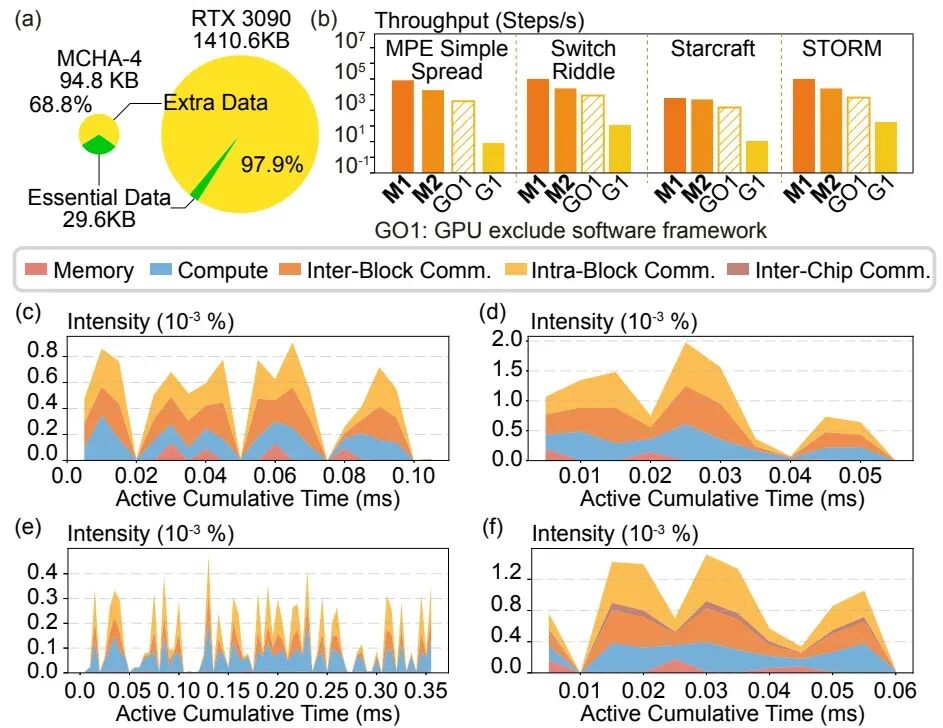 (a)
RTX 3090
1410.6KB
MCHA-4
94.8 KB
68.8%
Extra Data
97.9%
Essential Data
29.6KB
(b) Throughput (Steps/s)
10⁷
10⁵
10³
10¹
10⁻¹
MPE Simple Spread
Switch Riddle
Starcraft
STORM
M1 M2 GO1 G1 M1 M2 GO1 G1 M1 M2 GO1 G1 M1 M2 GO1 G1
GO1: GPU exclude software framework
Memory Compute Inter-Block Comm. Intra-Block Comm. Inter-Chip Comm.
(c) Intensity (10⁻³ %)
0.8
0.6
0.4
0.2
0.0
0.0 0.02 0.04 0.06 0.08 0.10
Active Cumulative Time (ms)
(d) Intensity (10⁻³ %)
2.0
1.5
1.0
0.5
0.0
0.01 0.02 0.03 0.04 0.05
Active Cumulative Time (ms)
(e) Intensity (10⁻³ %)
0.4
0.3
0.2
0.1
0.0
0.0 0.05 0.10 0.15 0.20 0.25 0.30 0.35
Active Cumulative Time (ms)
(f) Intensity (10⁻³ %)
1.2
0.8
0.4
0.0
0.01 0.02 0.03 0.04 0.05 0.06
Active Cumulative Time (ms)